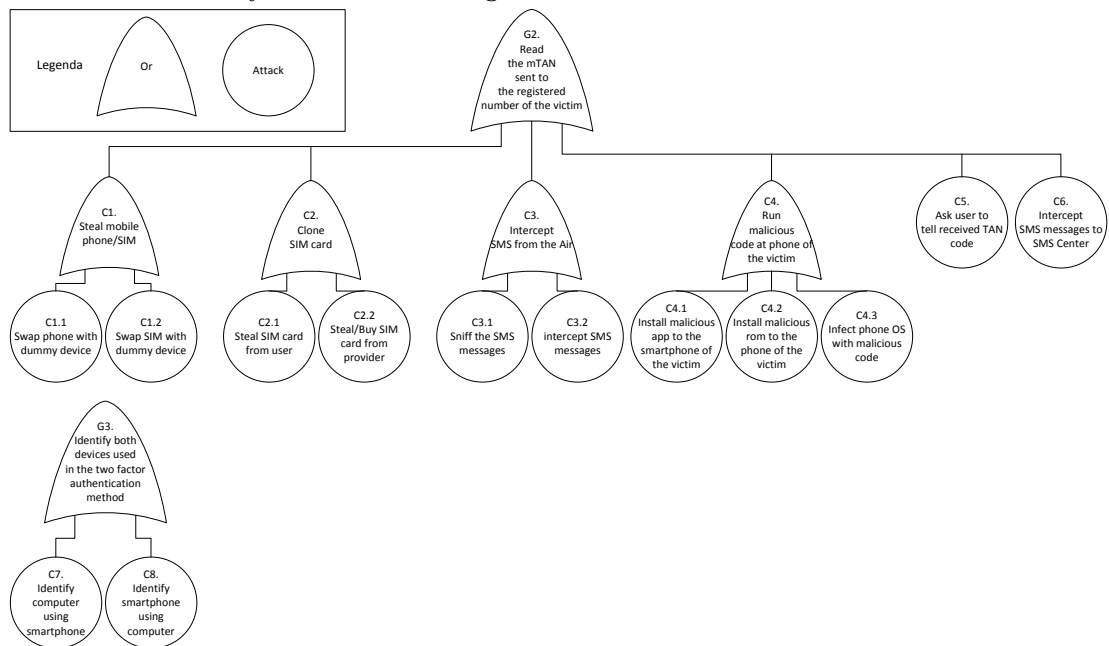 Legenda
Or
Attack
G2.
Read
the mTAN
sent to
the registered
number of the victim
C1.
Steal mobile
phone/SIM
C2.
Clone
SIM card
C3.
Intercept
SMS from the Air
C4.
Run
malicious
code at phone of
the victim
C5.
Ask user to
tell received TAN
code
C6.
Intercept
SMS messages to
SMS Center
C1.1
Swap phone with
dummy device
C1.2
Swap SIM with
dummy device
C2.1
Steal SIM card
from user
C2.2
Steal/Buy SIM
card from
provider
C3.1
Sniff the SMS
messages
C3.2
intercept SMS
messages
C4.1
Install malicious
app to the
smartphone of
the victim
C4.2
Install malicious
rom to the
phone of the
victim
C4.3
Infect phone OS
with malicious
code
G3.
Identify both
devices used
in the two factor
authentication
method
C7.
Identify
computer
using
smartphone
C8.
Identify
smartphone
using
computer